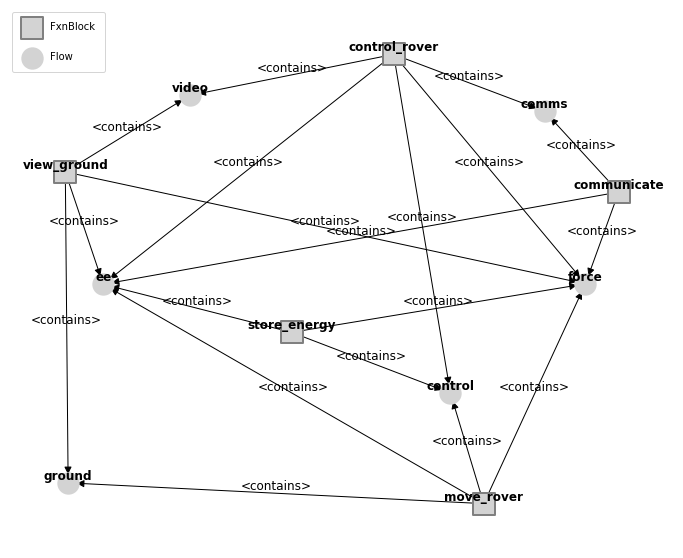 FxnBlock
Flow
control_rover
<contains>
video
<contains>
comms
<contains>
<contains>
view_ground
<contains>
<contains>
communicate
<contains>
<contains>
<contains>
<contains>
<contains>
ee
force
<contains>
<contains>
<contains>
store_energy
<contains>
control
<contains>
<contains>
<contains>
ground
<contains>
move_rover